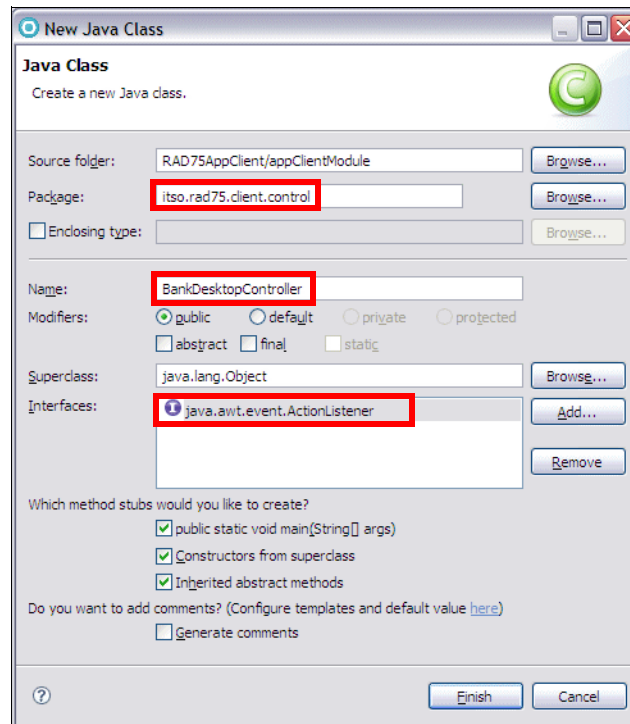 New Java Class
Java Class
Create a new Java class.
Source folder: RAD75AppClient/appClientModule Browse...
Package: itso.rad75.client.control Browse...
Enclosing type: Browse...
Name: BankDesktopController
Modifiers: public default private protected
abstract final static
Superclass: java.lang.Object Browse...
Interfaces: java.awt.event.ActionListener Add...
Remove
Which method stubs would you like to create?
public static void main(String[] args)
Constructors from superclass
Inherited abstract methods
Do you want to add comments? (Configure templates and default value here)
Generate comments
Finish Cancel